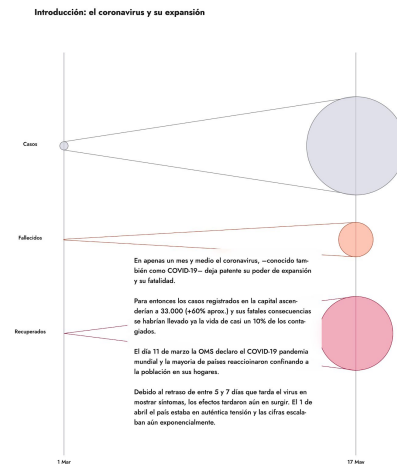 Introducción: el coronavirus y su expansión
Casos
Fallecidos
En apenas un mes y medio el coronavirus, —conocido tam-
bién como COVID-19— deja patente su poder de expansión
y su fatalidad.
Para entonces los casos registrados en la capital ascen-
derían a 33.000 (+60% aprox.) y sus fatales consecuencias
se habrían llevado ya la vida de casi un 10% de los conta-
giados.
Recuperados
El día 11 de marzo la OMS declaro el COVID-19 pandemia
mundial y la mayoria de países reaccioinaron confinando a
la población en sus hogares.
Debido al retraso de entre 5 y 7 días que tarda el virus en
mostrar síntomas, los efectos tardaron aún en surgir. El 1 de
abril el país estaba en auténtica tensión y las cifras escala-
ban aún exponencialmente.
1 Mar
17 May